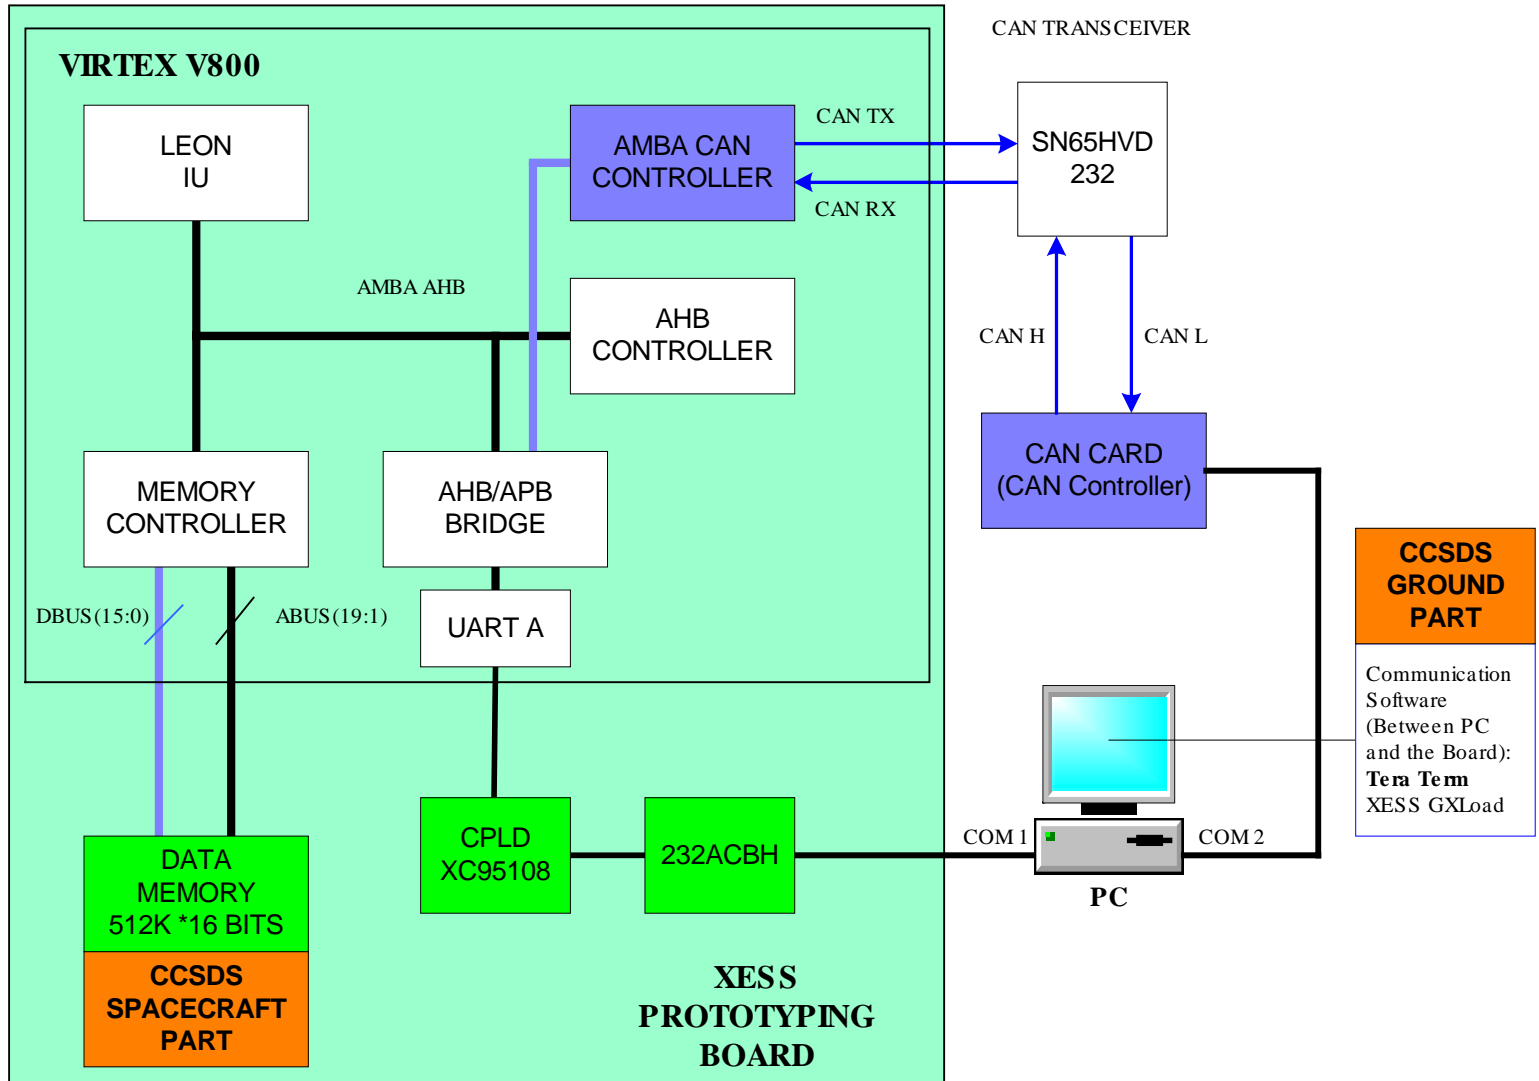 CAN TRANSCEIVER
VIRTEX V800
LEON
IU
AMBA CAN
CONTROLLER
CAN TX
CAN RX
SN65HVD
232
AMBA AHB
AHB
CONTROLLER
CAN H
CAN L
MEMORY
CONTROLLER
AHB/APB
BRIDGE
CAN CARD
(CAN Controller)
DBUS(15:0)
ABUS(19:1)
UART A
CCSDS
GROUND
PART
Communication
Software
(Between PC
and the Board):
Tera Term
XESS GXLoad
DATA
MEMORY
512K *16 BITS
CPLD
XC95108
232ACBH
COM 1
COM 2
PC
CCSDS
SPACECRAFT
PART
XESS
PROTOTYPING
BOARD